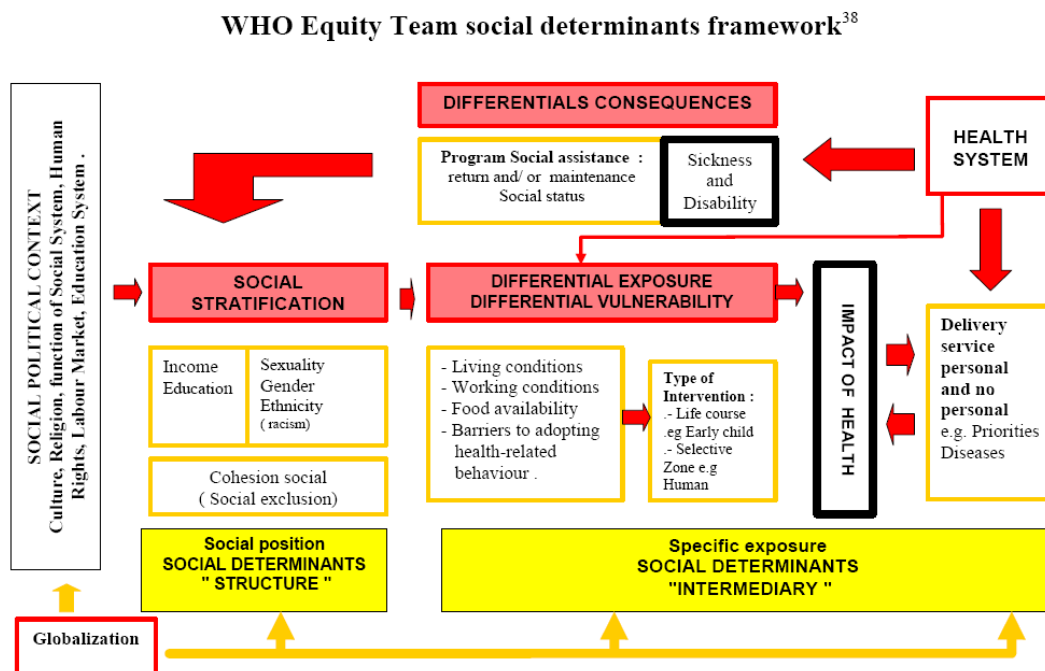 WHO Equity Team social determinants framework38
SOCIAL POLITICAL CONTEXT
Culture, Religion, function of Social System, Human
Rights, Labour Market, Education System. .
DIFFERENTIALS CONSEQUENCES
Program Social assistance :
return and/ or maintenance
Social status
Sickness
and
Disability
HEALTH
SYSTEM
SOCIAL
STRATIFICATION
DIFFERENTIAL EXPOSURE
DIFFERENTIAL VULNERABILITY
Income
Education
Sexuality
Gender
Ethnicity
( racism)
Cohesion social
( Social exclusion)
- Living conditions
- Working conditions
- Food availability
- Barriers to adopting
health-related
behaviour .
Type of
Intervention :
.- Life course
.eg Early child
.- Selective
Zone e.g
Human
IMPACT OF HEALTH
Delivery
service
personal
and no
personal
e.g. Priorities
Diseases
Social position
SOCIAL DETERMINANTS
" STRUCTURE "
Specific exposure
SOCIAL DETERMINANTS
"INTERMEDIARY "
Globalization